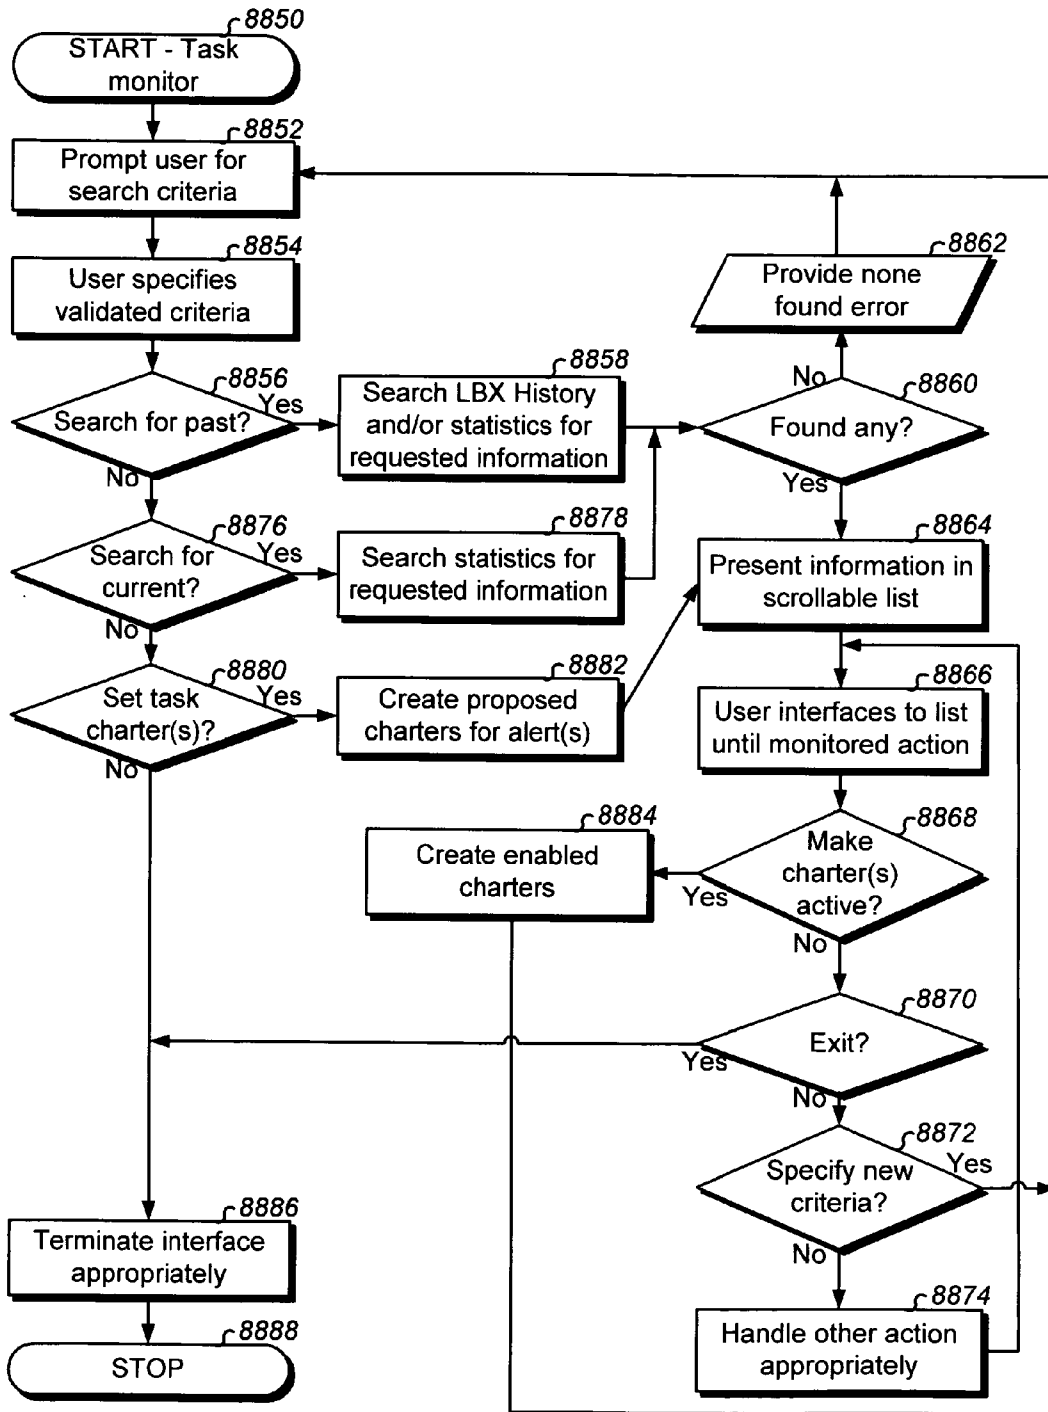 8850
START - Task
monitor
8852
Prompt user for
search criteria
8854
User specifies
validated criteria
8862
Provide none
found error
8856
Search for past?
Yes
No
8858
Search LBX History
and/or statistics for
requested information
No
8860
Found any?
Yes
8876
Search for
current?
Yes
No
8878
Search statistics for
requested information
8864
Present information in
scrollable list
8880
Set task
charter(s)?
Yes
No
8882
Create proposed
charters for alert(s)
8866
User interfaces to list
until monitored action
8884
Create enabled
charters
8868
Make
charter(s)
active?
Yes
No
8870
Exit?
Yes
No
8872
Specify new
criteria?
Yes
No
8886
Terminate interface
appropriately
8874
Handle other action
appropriately
8888
STOP